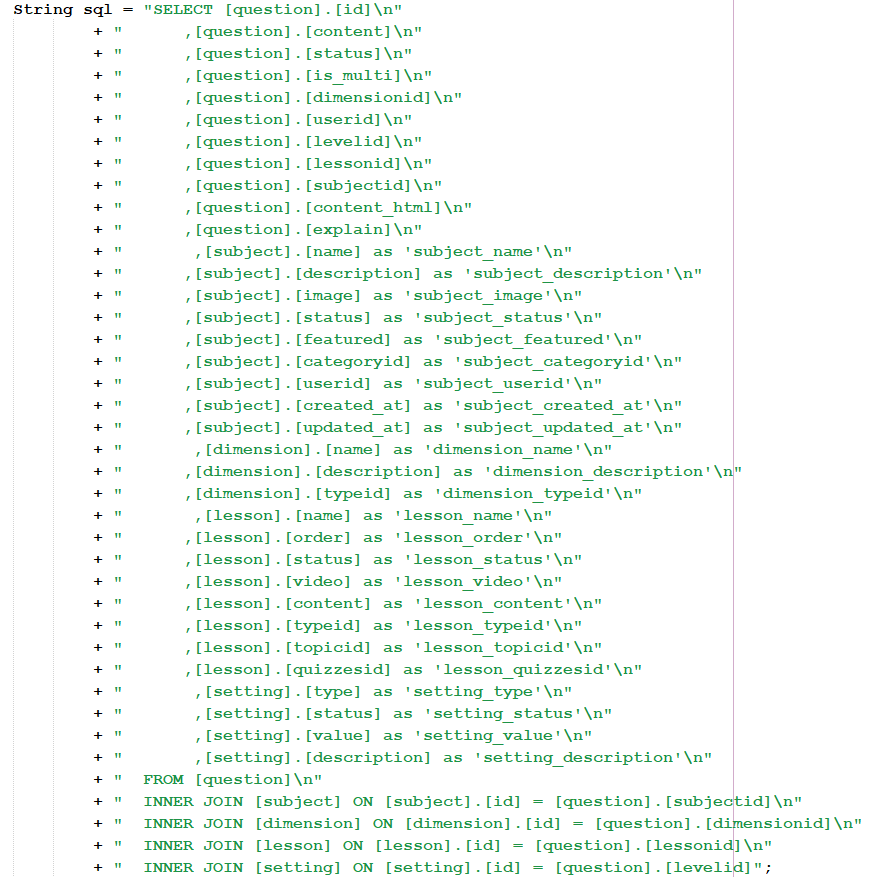 String sql = "SELECT [question].[id]\n"
+ "      ,[question].[content]\n"
+ "      ,[question].[status]\n"
+ "      ,[question].[is_multi]\n"
+ "      ,[question].[dimensionid]\n"
+ "      ,[question].[userid]\n"
+ "      ,[question].[levelid]\n"
+ "      ,[question].[lessonid]\n"
+ "      ,[question].[subjectid]\n"
+ "      ,[question].[content_html]\n"
+ "      ,[question].[explain]\n"
+ "       ,[subject].[name] as 'subject_name'\n"
+ "      ,[subject].[description] as 'subject_description'\n"
+ "      ,[subject].[image] as 'subject_image'\n"
+ "      ,[subject].[status] as 'subject_status'\n"
+ "      ,[subject].[featured] as 'subject_featured'\n"
+ "      ,[subject].[categoryid] as 'subject_categoryid'\n"
+ "      ,[subject].[userid] as 'subject_userid'\n"
+ "      ,[subject].[created_at] as 'subject_created_at'\n"
+ "      ,[subject].[updated_at] as 'subject_updated_at'\n"
+ "       ,[dimension].[name] as 'dimension_name'\n"
+ "      ,[dimension].[description] as 'dimension_description'\n"
+ "      ,[dimension].[typeid] as 'dimension_typeid'\n"
+ "       ,[lesson].[name] as 'lesson_name'\n"
+ "      ,[lesson].[order] as 'lesson_order'\n"
+ "      ,[lesson].[status] as 'lesson_status'\n"
+ "      ,[lesson].[video] as 'lesson_video'\n"
+ "      ,[lesson].[content] as 'lesson_content'\n"
+ "      ,[lesson].[typeid] as 'lesson_typeid'\n"
+ "      ,[lesson].[topicid] as 'lesson_topicid'\n"
+ "      ,[lesson].[quizzesid] as 'lesson_quizzesid'\n"
+ "       ,[setting].[type] as 'setting_type'\n"
+ "       ,[setting].[status] as 'setting_status'\n"
+ "       ,[setting].[value] as 'setting_value'\n"
+ "       ,[setting].[description] as 'setting_description'\n"
+ "  FROM [question]\n"
+ "  INNER JOIN [subject] ON [subject].[id] = [question].[subjectid]\n"
+ "  INNER JOIN [dimension] ON [dimension].[id] = [question].[dimensionid]\n"
+ "  INNER JOIN [lesson] ON [lesson].[id] = [question].[lessonid]\n"
+ "  INNER JOIN [setting] ON [setting].[id] = [question].[levelid]";